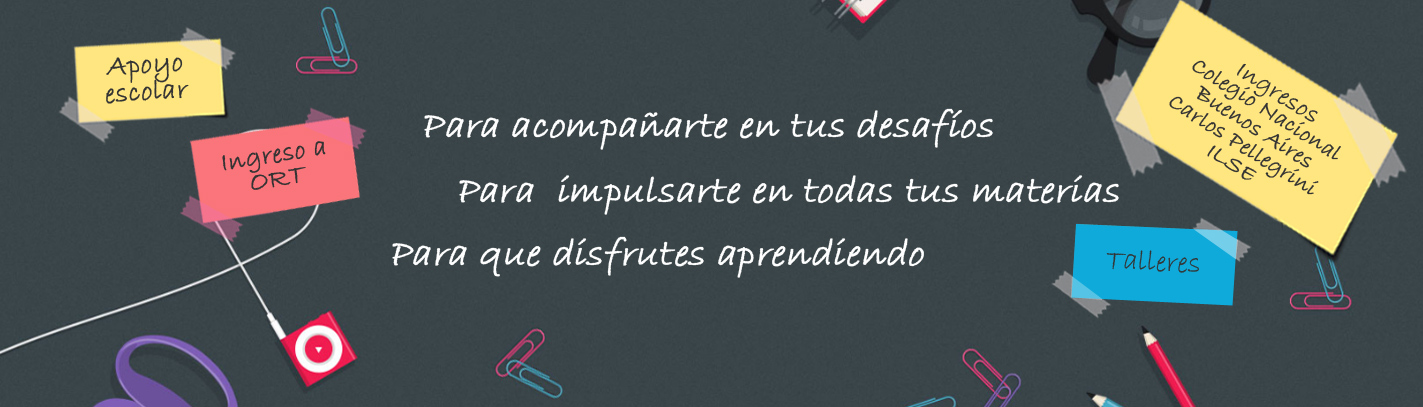 Apoyo
escolar
Ingreso a
ORT
Para acompañarte en tus desafíos
Para impulsarte en todas tus materias
Para que disfrutes aprendiendo
Ingresos
Colegio Nacional
Buenos Aires
Carlos Pellegrini
ILSE
Talleres